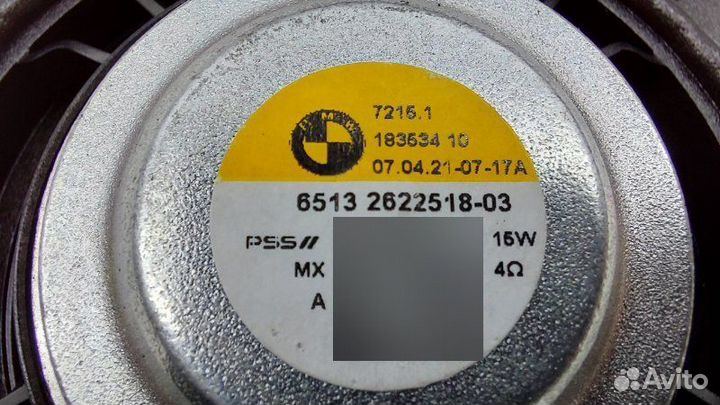 7215.1
183534 10
07.04.21-07-17A
6513 2622518-03
PSS//
15W
MX
4Ω
A
Avito